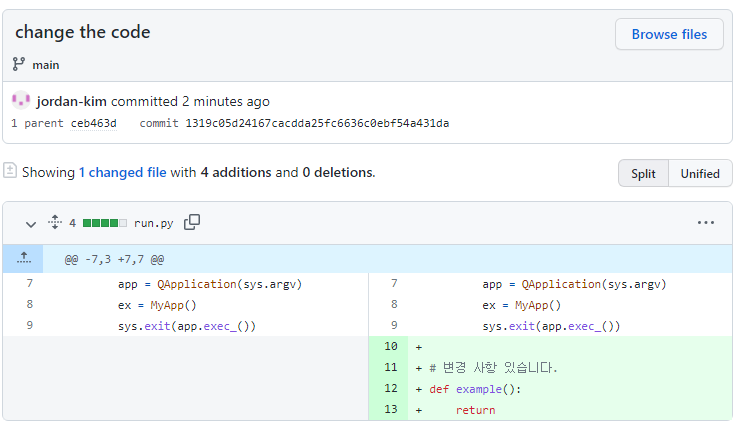 change the code
Browse files
main
jordan-kim committed 2 minutes ago
1 parent ceb463d commit 1319c05d24167cacdda25fc6636c0ebf54a431da
Showing 1 changed file with 4 additions and 0 deletions.
Split Unified
4 run.py
@@ -7,3 +7,7 @@
7 app = QApplication(sys.argv) 7 app = QApplication(sys.argv)
8 ex = MyApp() 8 ex = MyApp()
9 sys.exit(app.exec_()) 9 sys.exit(app.exec_())
10 +
11 + # 변경 사항 있습니다.
12 + def example():
13 + return